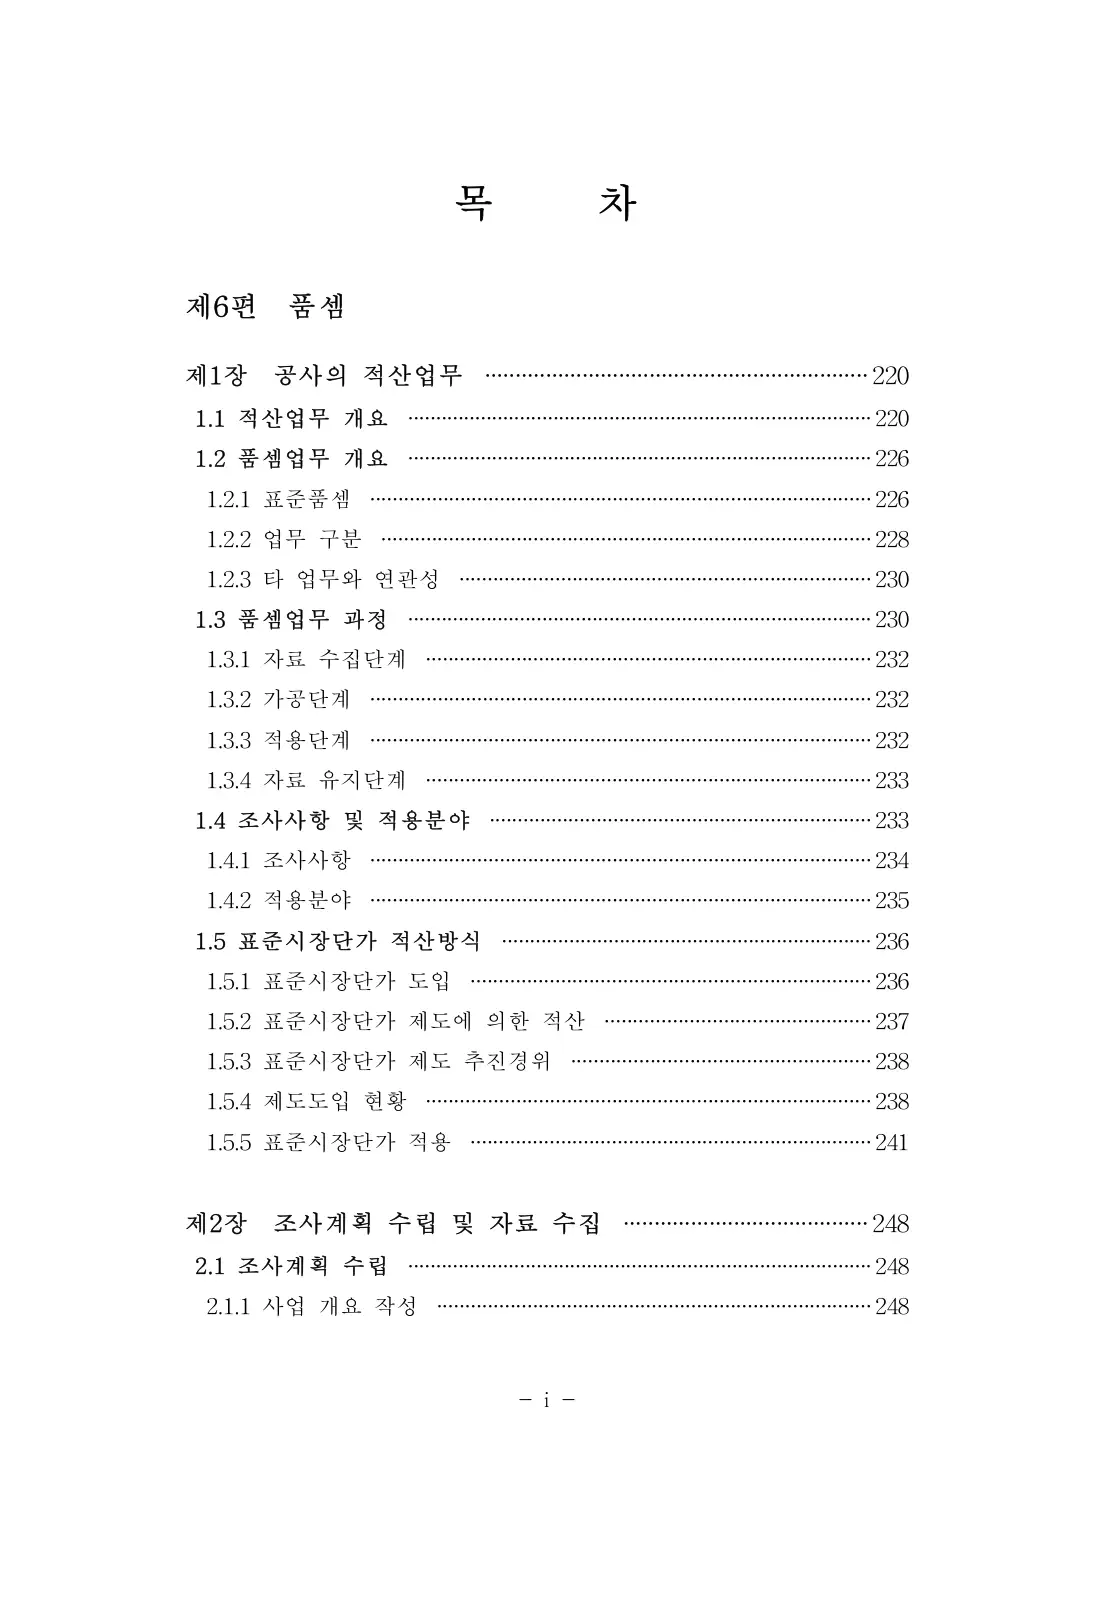 목 차
제6편 품셈
제1장 공사의 적산업무 ························································ 220
1.1 적산업무 개요 ························································ 220
1.2 품셈업무 개요 ························································ 226
1.2.1 표준품셈 ························································ 226
1.2.2 업무 구분 ························································ 228
1.2.3 타 업무와 연관성 ························································ 230
1.3 품셈업무 과정 ························································ 230
1.3.1 자료 수집단계 ························································ 232
1.3.2 가공단계 ························································ 232
1.3.3 적용단계 ························································ 232
1.3.4 자료 유지단계 ························································ 233
1.4 조사사항 및 적용분야 ························································ 233
1.4.1 조사사항 ························································ 234
1.4.2 적용분야 ························································ 235
1.5 표준시장단가 적산방식 ························································ 236
1.5.1 표준시장단가 도입 ························································ 236
1.5.2 표준시장단가 제도에 의한 적산 ················································ 237
1.5.3 표준시장단가 제도 추진경위 ················································ 238
1.5.4 제도도입 현황 ························································ 238
1.5.5 표준시장단가 적용 ························································ 241
제2장 조사계획 수립 및 자료 수집 ········································ 248
2.1 조사계획 수립 ························································ 248
2.1.1 사업 개요 작성 ························································ 248
- i -